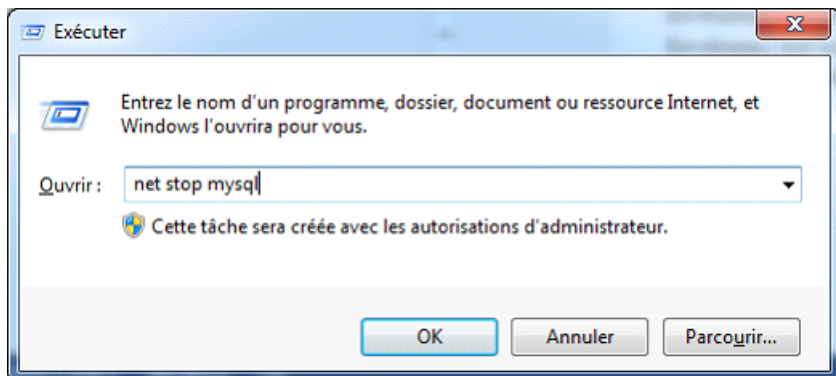 Exécuter
Entrez le nom d'un programme, dossier, document ou ressource Internet, et
Windows l'ouvrira pour vous.
Ouvrir : net stop mysql
Cette tâche sera créée avec les autorisations d'administrateur.
OK Annuler Parcourir...